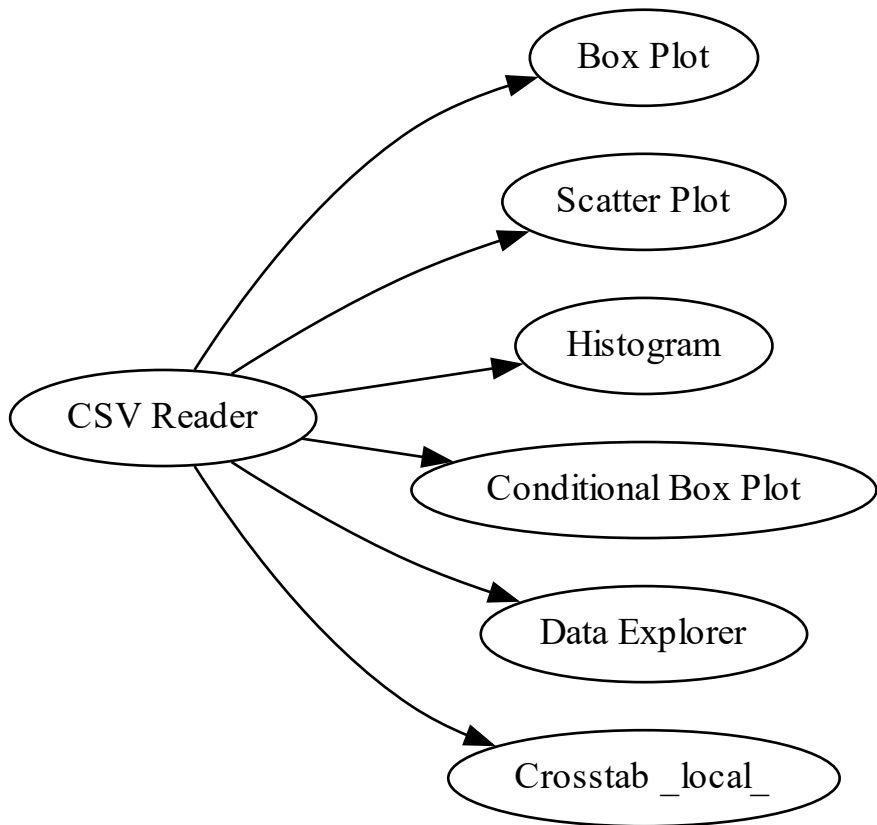 Box Plot
Scatter Plot
Histogram
CSV Reader
Conditional Box Plot
Data Explorer
Crosstab _local_